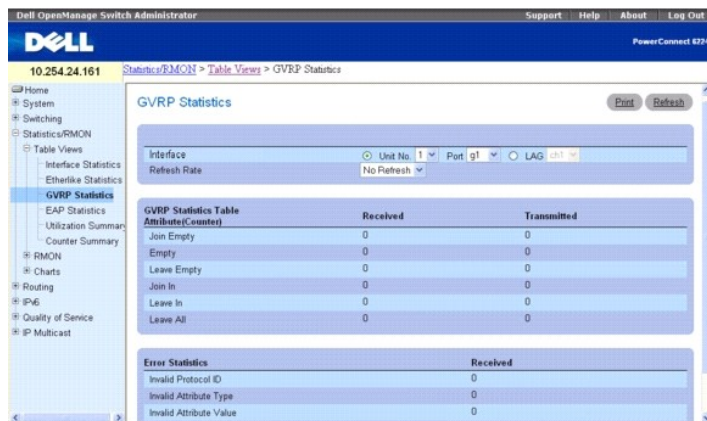 Dell OpenManage Switch Administrator Support Help About Log Out
DELL
PowerConnect 6224
10.254.24.161
Statistics/RMON > Table Views > GVRP Statistics
Home
System
Switching
Statistics/RMON
Table Views
Interface Statistics
Etherlike Statistics
GVRP Statistics
EAP Statistics
Utilization Summary
Counter Summary
RMON
Charts
Routing
IPv6
Quality of Service
IP Multicast
GVRP Statistics
Print Refresh
Interface Unit No. 1 Port g1 LAG ch1
Refresh Rate No Refresh
GVRP Statistics Table
Attribute(Counter) Received Transmitted
Join Empty 0 0
Empty 0 0
Leave Empty 0 0
Join In 0 0
Leave In 0 0
Leave All 0 0
Error Statistics Received
Invalid Protocol ID 0
Invalid Attribute Type 0
Invalid Attribute Value 0